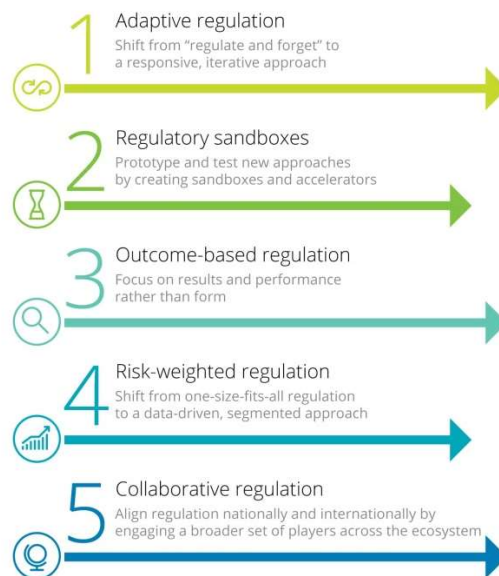 1
Adaptive regulation
Shift from “regulate and forget” to
a responsive, iterative approach
2
Regulatory sandboxes
Prototype and test new approaches
by creating sandboxes and accelerators
3
Outcome-based regulation
Focus on results and performance
rather than form
4
Risk-weighted regulation
Shift from one-size-fits-all regulation
to a data-driven, segmented approach
5
Collaborative regulation
Align regulation nationally and internationally by
engaging a broader set of players across the ecosystem